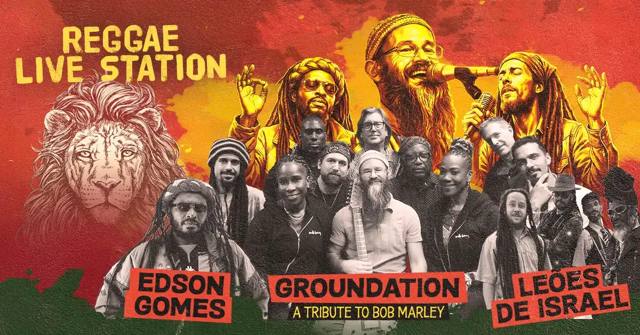 REGGAE
LIVE STATION
EDSON
GOMES
GROUNDATION
A TRIBUTE TO BOB MARLEY
LEÕES
DE ISRAEL